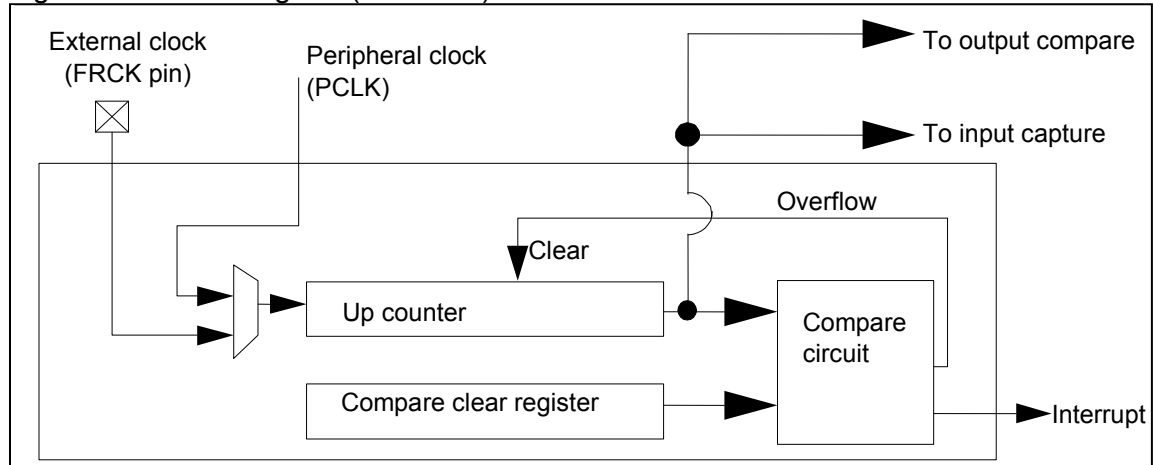 External clock
(FRCK pin)
Peripheral clock
(PCLK)
To output compare
To input capture
Overflow
Clear
Up counter
Compare
circuit
Compare clear register
Interrupt